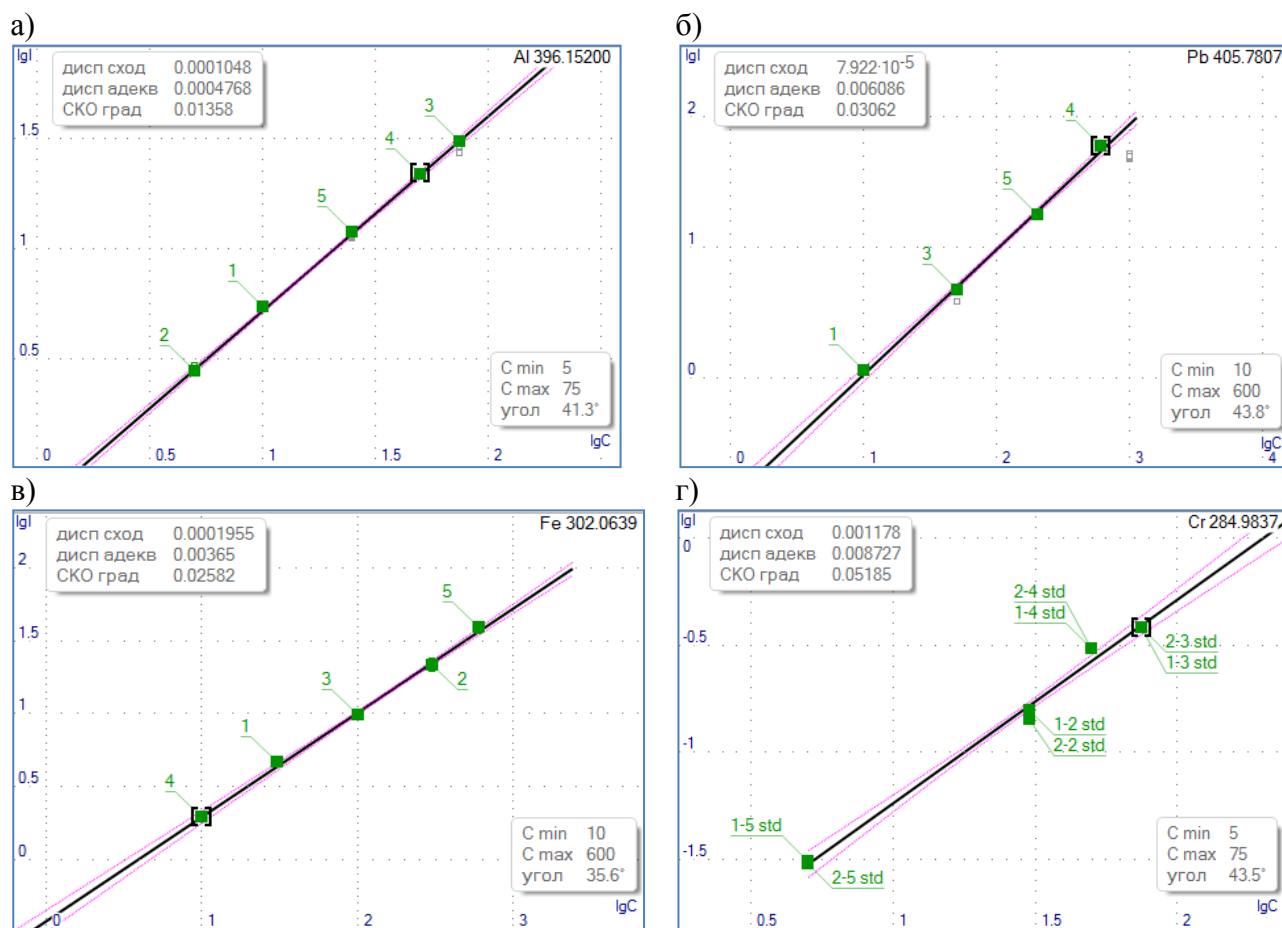 а)
lgI
Al 396.15200
дисп сход 0.0001048
дисп адекв 0.0004768
СКО град 0.01358
1.5
1
0.5
3
4
5
1
2
C min 5
C max 75
угол 41.3°
0
0.5
1
1.5
2
lgC
б)
lgI
Pb 405.7807
дисп сход 7.922·10⁻⁵
дисп адекв 0.006086
СКО град 0.03062
2
1
0
4
5
3
1
C min 10
C max 600
угол 43.8°
0
1
2
3
4
lgC
в)
lgI
Fe 302.0639
дисп сход 0.0001955
дисп адекв 0.00365
СКО град 0.02582
2
1.5
1
0.5
0
5
2
3
1
4
C min 10
C max 600
угол 35.6°
0
1
2
3
lgC
г)
lgI
Cr 284.9837
дисп сход 0.001178
дисп адекв 0.008727
СКО град 0.05185
0
-0.5
-1
-1.5
2-4 std
1-4 std
2-3 std
1-3 std
1-2 std
2-2 std
1-5 std
2-5 std
C min 5
C max 75
угол 43.5°
0.5
1
1.5
2
lgC